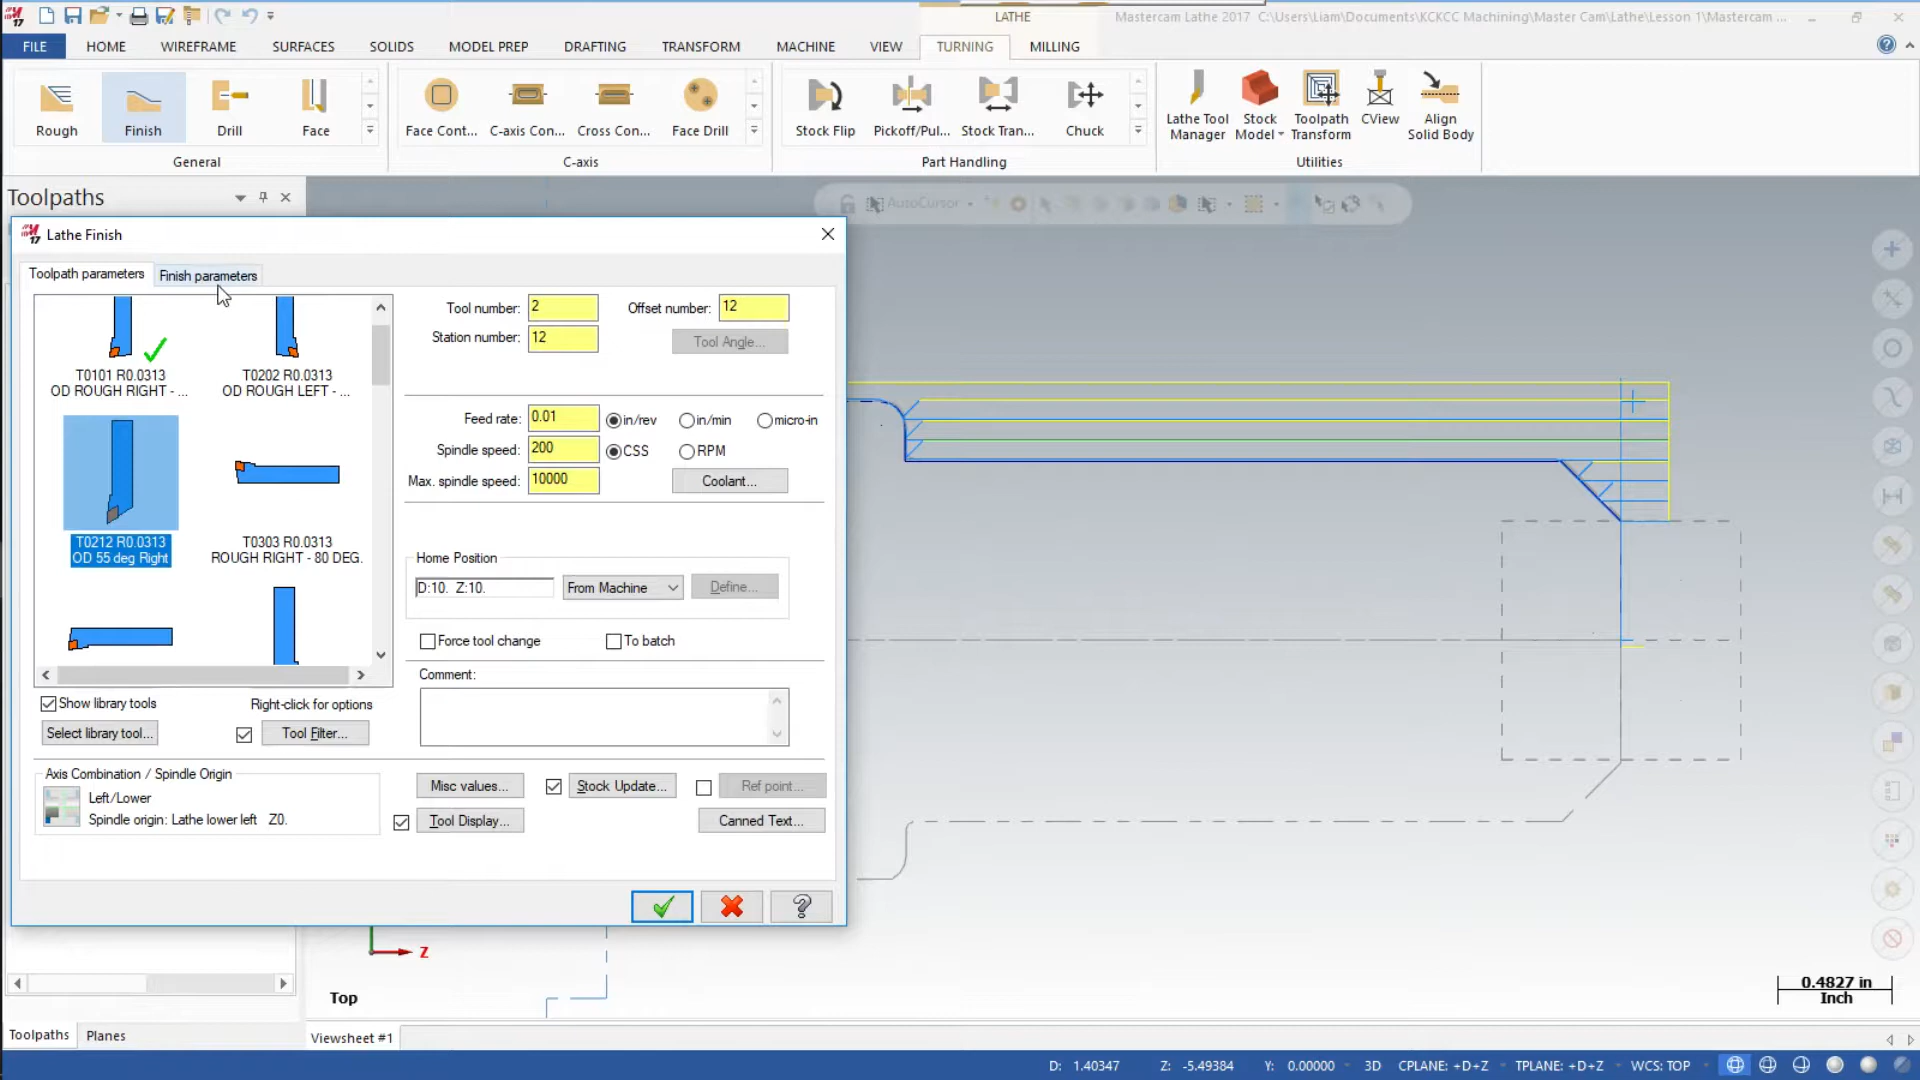 17
LATHE
Mastercam Lathe 2017 C:\Users\Liam\Documents\KCKCC Machining\Master Cam\Lathe\Lesson 1\Mastercam ...
FILE HOME WIREFRAME SURFACES SOLIDS MODEL PREP DRAFTING TRANSFORM MACHINE VIEW TURNING MILLING
Rough Finish Drill Face
General
Face Cont... C-axis Con... Cross Con... Face Drill
C-axis
Stock Flip Pickoff/Pul... Stock Tran... Chuck
Part Handling
Lathe Tool Manager
Stock Model
Toolpath Transform
CView
Align Solid Body
Utilities
Toolpaths
AutoCursor
17 Lathe Finish
Toolpath parameters Finish parameters
T0101 R0.0313
OD ROUGH RIGHT - ...
T0202 R0.0313
OD ROUGH LEFT - ...
T0212 R0.0313
OD 55 deg Right
T0303 R0.0313
ROUGH RIGHT - 80 DEG.
Tool number: 2 Offset number: 12
Station number: 12 Tool Angle...
Feed rate: 0.01 in/rev in/min micro-in
Spindle speed: 200 CSS RPM
Max. spindle speed: 10000 Coolant...
Home Position
D:10. Z:10. From Machine Define...
Force tool change To batch
Comment:
Show library tools Right-click for options
Select library tool... Tool Filter...
Axis Combination / Spindle Origin
Left/Lower
Spindle origin: Lathe lower left Z0.
Misc values... Stock Update... Ref point...
Tool Display... Canned Text...
Z
Top
0.4827 in
Inch
Toolpaths Planes
Viewsheet #1
D: 1.40347 Z: -5.49384 Y: 0.00000 3D CPLANE: +D+Z TPLANE: +D+Z WCS: TOP